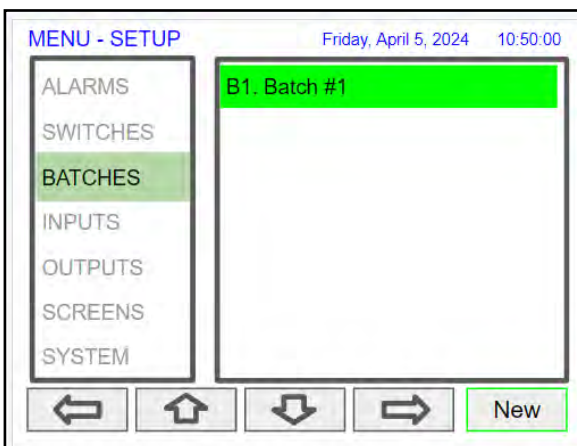 MENU - SETUP Friday, April 5, 2024 10:50:00
ALARMS
SWITCHES
BATCHES
INPUTS
OUTPUTS
SCREENS
SYSTEM
B1. Batch #1
New